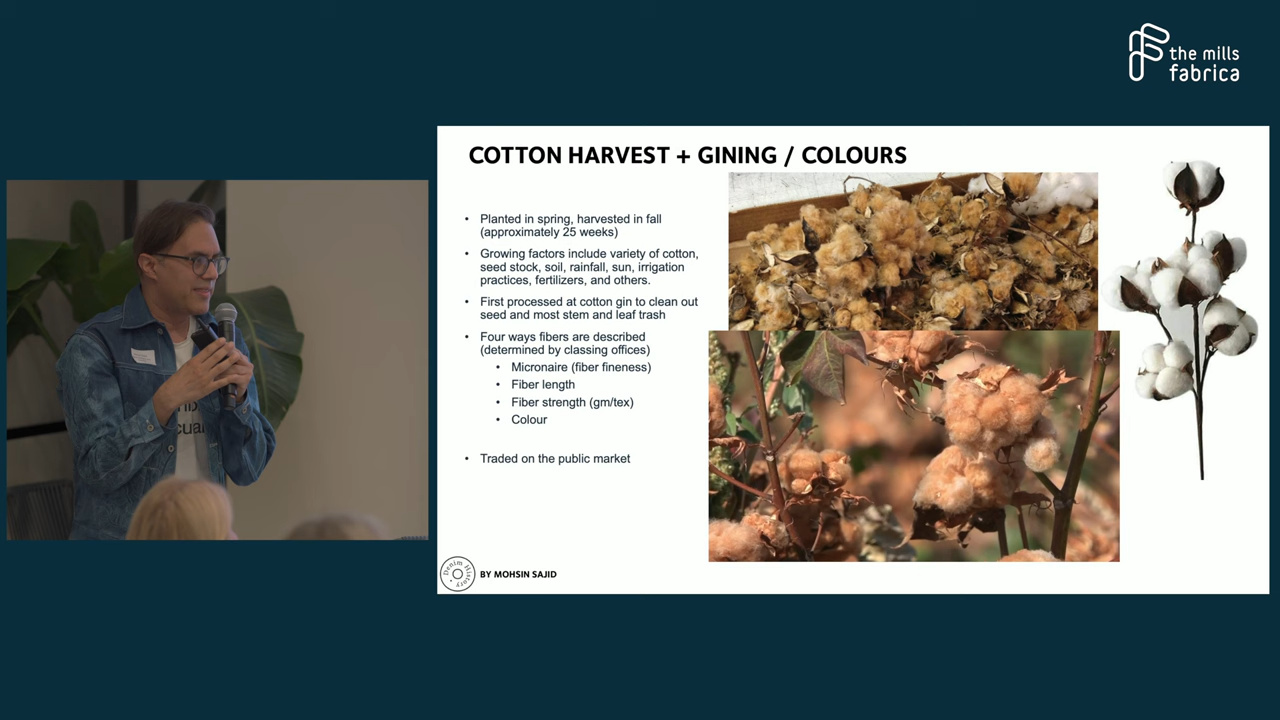 the mills
fabrica
COTTON HARVEST + GINING / COLOURS
• Planted in spring, harvested in fall
(approximately 25 weeks)
• Growing factors include variety of cotton,
seed stock, soil, rainfall, sun, irrigation
practices, fertilizers, and others.
• First processed at cotton gin to clean out
seed and most stem and leaf trash
• Four ways fibers are described
(determined by classing offices)
• Micronaire (fiber fineness)
• Fiber length
• Fiber strength (gm/tex)
• Colour
• Traded on the public market
Denim History
BY MOHSIN SAJID